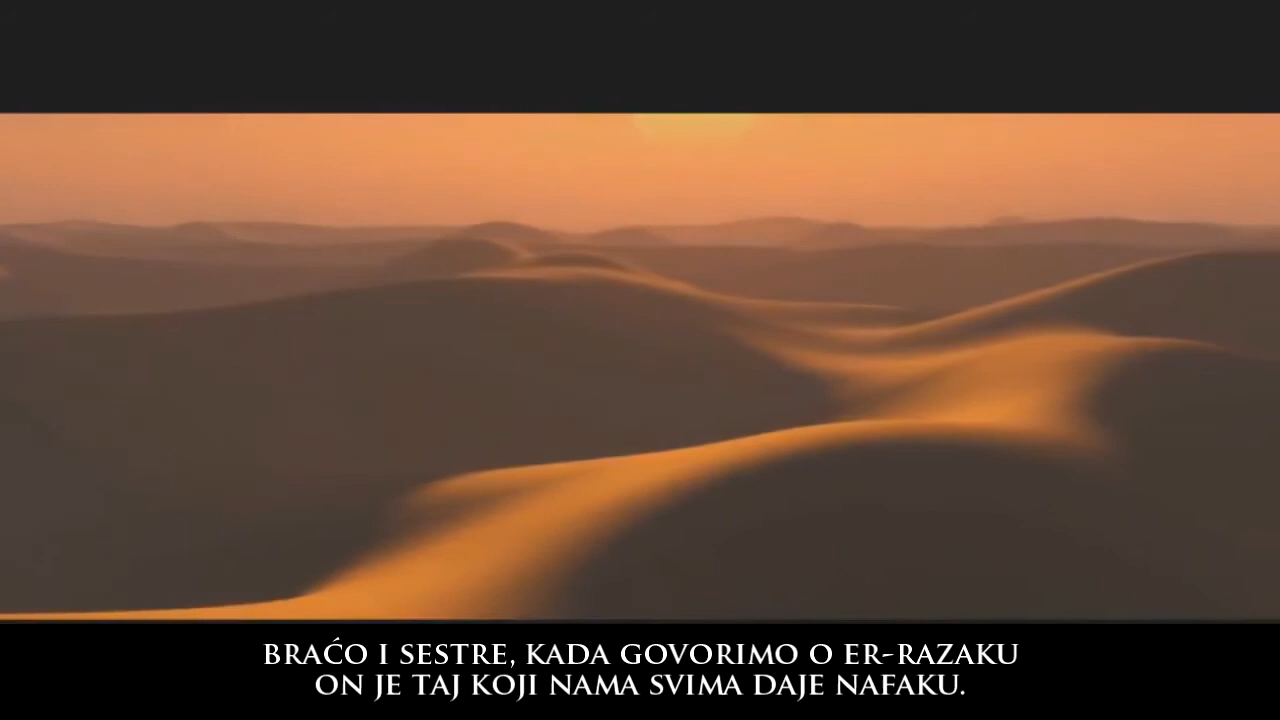 BRAĆO I SESTRE, KADA GOVORIMO O ER-RAZAKU
ON JE TAJ KOJI NAMA SVIMA DAJE NAFAKU.